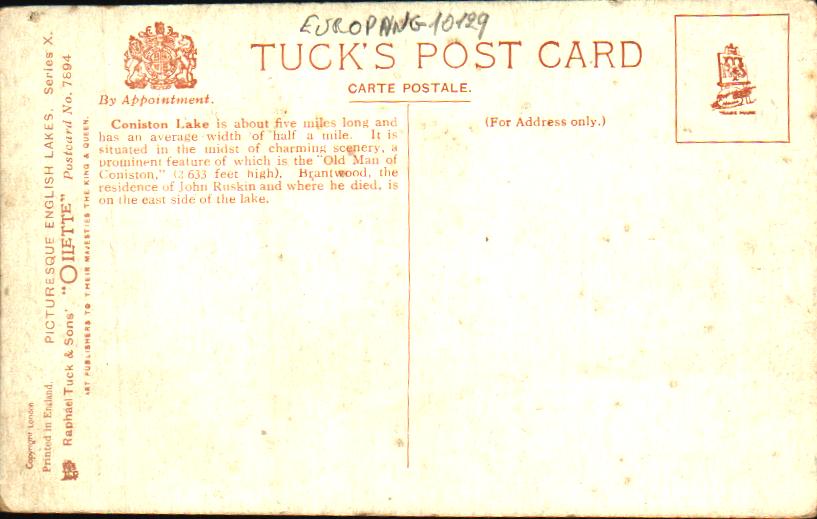 EUROPANG-10129
TUCK'S POST CARD
CARTE POSTALE.
By Appointment.
(For Address only.)
Coniston Lake is about five miles long and
has an average width of half a mile. It is
situated in the midst of charming scenery, a
prominent feature of which is the "Old Man of
Coniston," (2 633 feet high). Brantwood, the
residence of John Ruskin and where he died, is
on the east side of the lake.
TRADE MARK
PICTURESQUE ENGLISH LAKES. Series X.
Raphael Tuck & Sons' "OILETTE" Postcard No. 7894
ART PUBLISHERS TO THEIR MAJESTIES THE KING & QUEEN.
Copyright London
Printed in England.